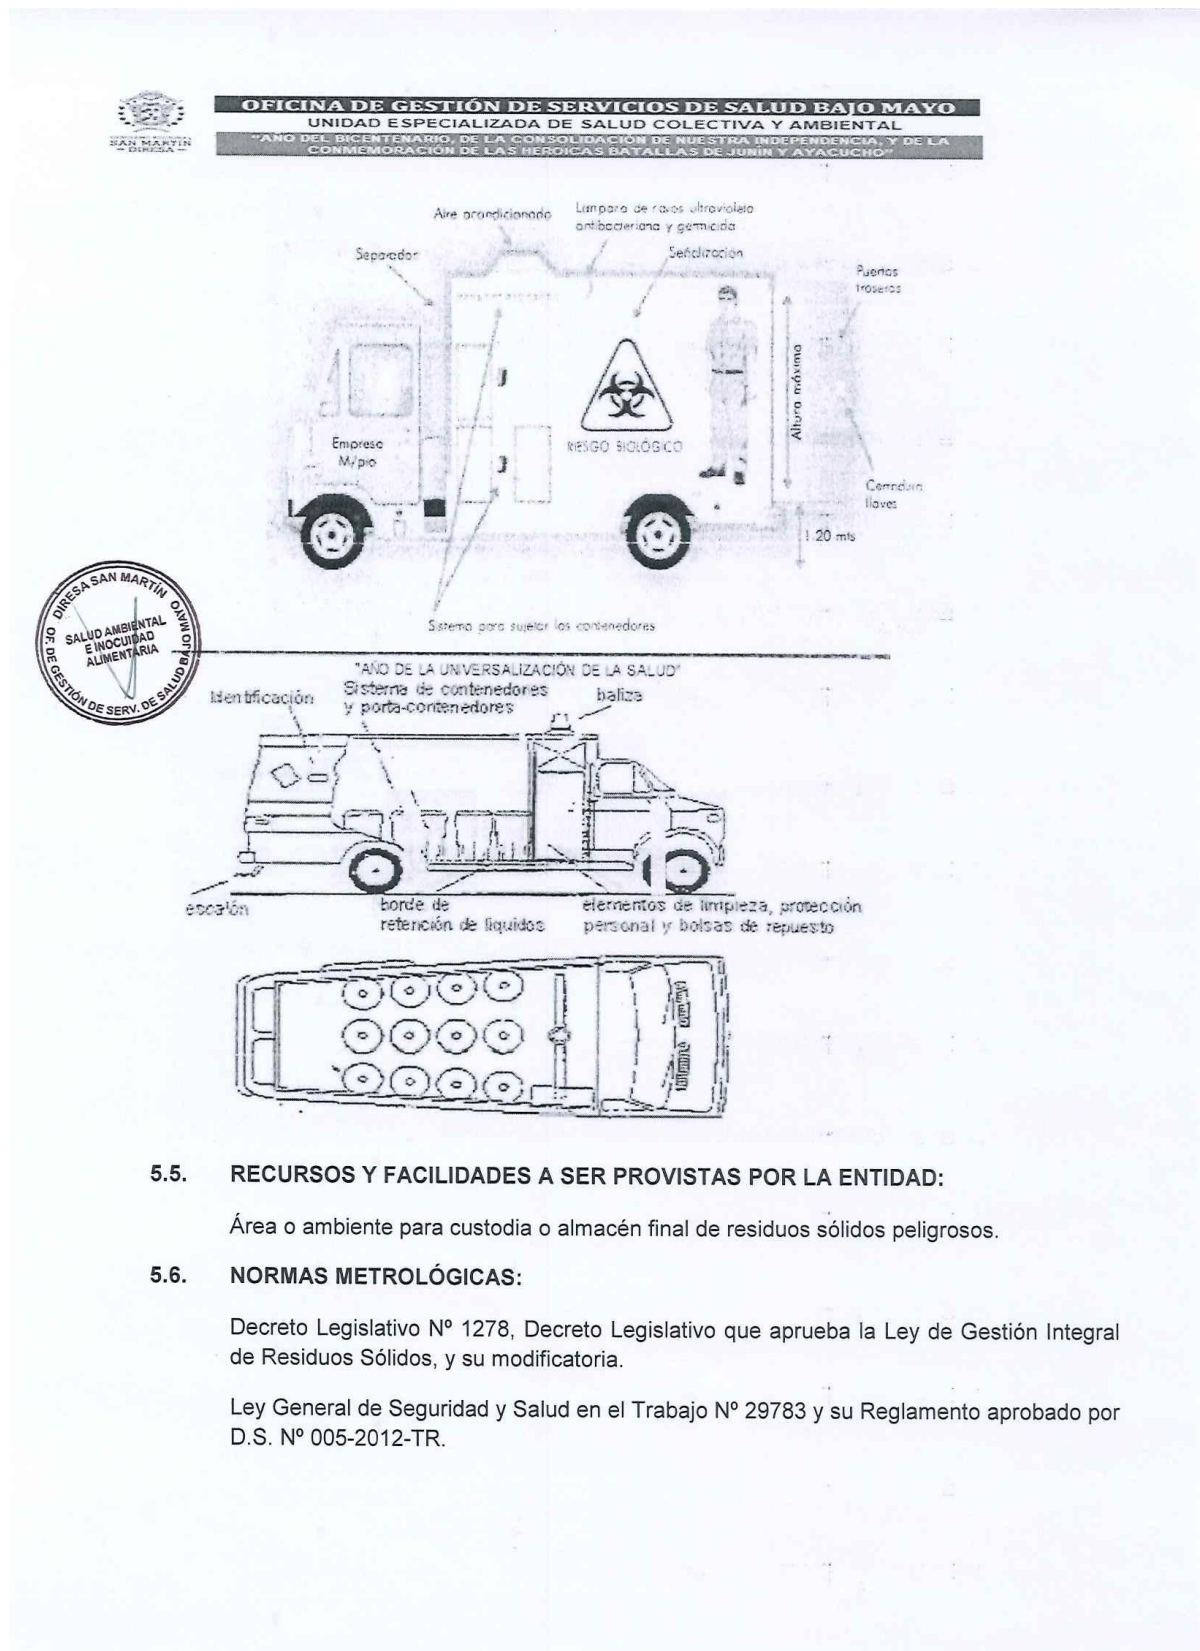 OFICINA DE GESTIÓN DE SERVICIOS DE SALUD BAJO MAYO
UNIDAD ESPECIALIZADA DE SALUD COLECTIVA Y AMBIENTAL
"AÑO DEL BICENTENARIO, DE LA CONSOLIDACIÓN DE NUESTRA INDEPENDENCIA, Y DE LA
CONMEMORACIÓN DE LAS HEROICAS BATALLAS DE JUNÍN Y AYACUCHO"
SAN MARTÍN
DIRESA
Aire acondicionado
Lampara de rayos ultravioleta
antibacteriana y germicida
Separador
Señalización
Puertas
traseras
Altura máxima
Empresa
M/pio
RIESGO BIOLÓGICO
Cerradura
llaves
1.20 mts
Sistema para sujetar los contenedores
DIRESA SAN MARTÍN
OF. DE GESTIÓN DE SERV. DE SALUD BAJO MAYO
SALUD AMBIENTAL
E INOCUIDAD
ALIMENTARIA
"AÑO DE LA UNIVERSALIZACIÓN DE LA SALUD"
Identificación
Sistema de contenedores
y porta-contenedores
baliza
escalón
borde de
retención de líquidos
elementos de limpieza, protección
personal y bolsas de repuesto
5.5. RECURSOS Y FACILIDADES A SER PROVISTAS POR LA ENTIDAD:
Área o ambiente para custodia o almacén final de residuos sólidos peligrosos.
5.6. NORMAS METROLÓGICAS:
Decreto Legislativo Nº 1278, Decreto Legislativo que aprueba la Ley de Gestión Integral
de Residuos Sólidos, y su modificatoria.
Ley General de Seguridad y Salud en el Trabajo Nº 29783 y su Reglamento aprobado por
D.S. Nº 005-2012-TR.